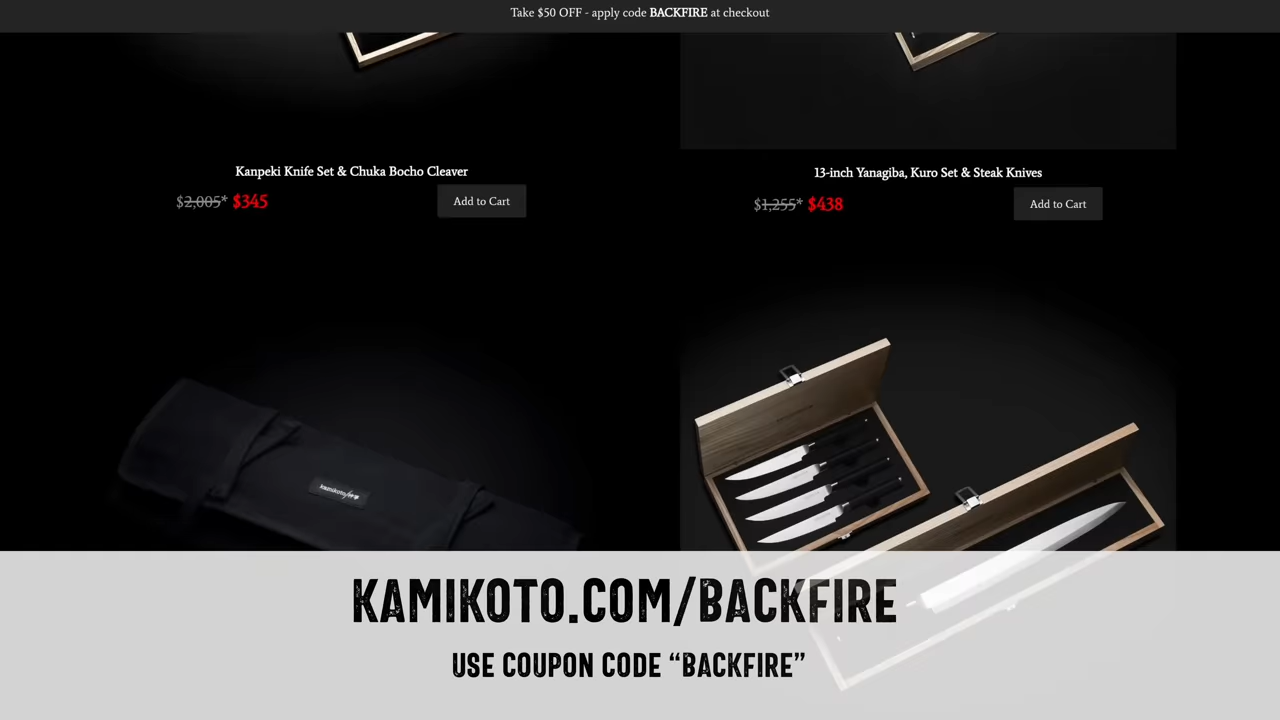 Take $50 OFF - apply code BACKFIRE at checkout
Kanpeki Knife Set & Chuka Bocho Cleaver
13-inch Yanagiba, Kuro Set & Steak Knives
$2,005* $345
Add to Cart
$1,255* $438
Add to Cart
kamikoto
KAMIKOTO.COM/BACKFIRE
USE COUPON CODE “BACKFIRE”